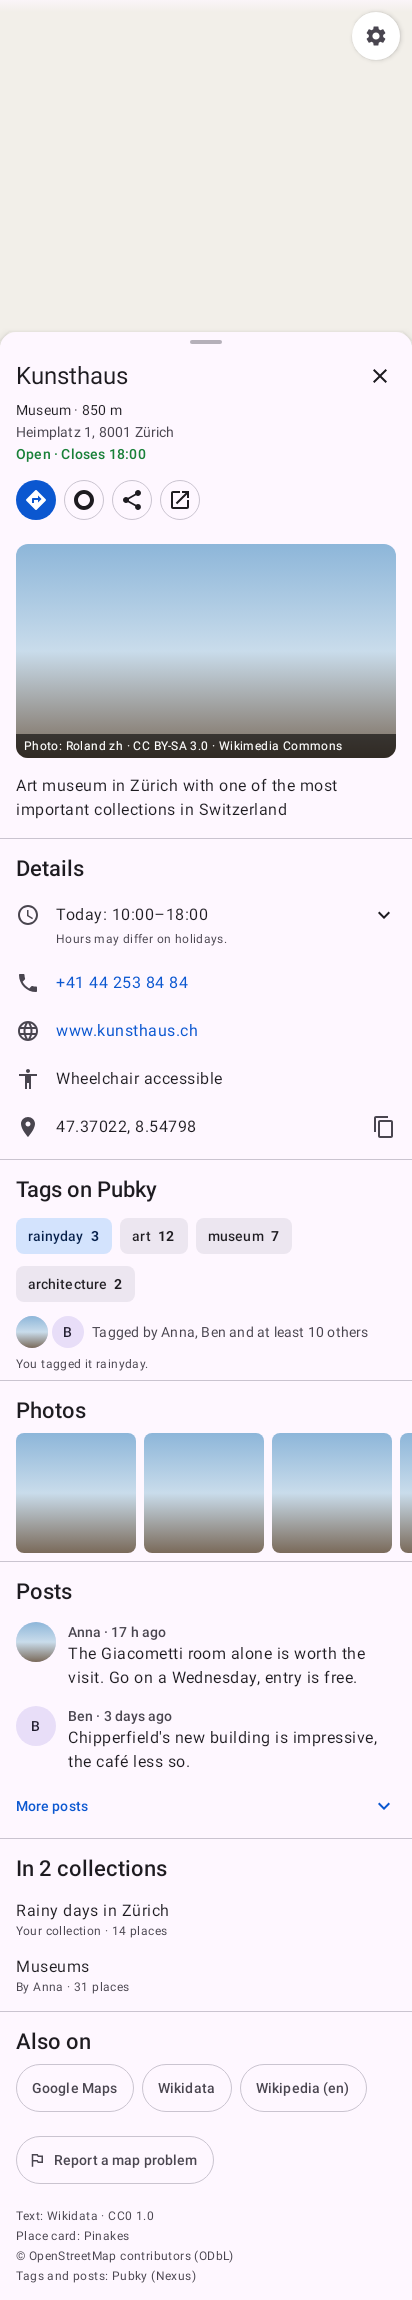 Kunsthaus
Museum · 850 m
Heimplatz 1, 8001 Zürich
Open · Closes 18:00
Photo: Roland zh · CC BY-SA 3.0 · Wikimedia Commons
Art museum in Zürich with one of the most
important collections in Switzerland
Details
Today: 10:00–18:00
Hours may differ on holidays.
+41 44 253 84 84
www.kunsthaus.ch
Wheelchair accessible
47.37022, 8.54798
Tags on Pubky
rainyday 3 art 12 museum 7
architecture 2
B Tagged by Anna, Ben and at least 10 others
You tagged it rainyday.
Photos
Posts
Anna · 17 h ago
The Giacometti room alone is worth the
visit. Go on a Wednesday, entry is free.
B Ben · 3 days ago
Chipperfield's new building is impressive,
the café less so.
More posts
In 2 collections
Rainy days in Zürich
Your collection · 14 places
Museums
By Anna · 31 places
Also on
Google Maps Wikidata Wikipedia (en)
Report a map problem
Text: Wikidata · CC0 1.0
Place card: Pinakes
© OpenStreetMap contributors (ODbL)
Tags and posts: Pubky (Nexus)